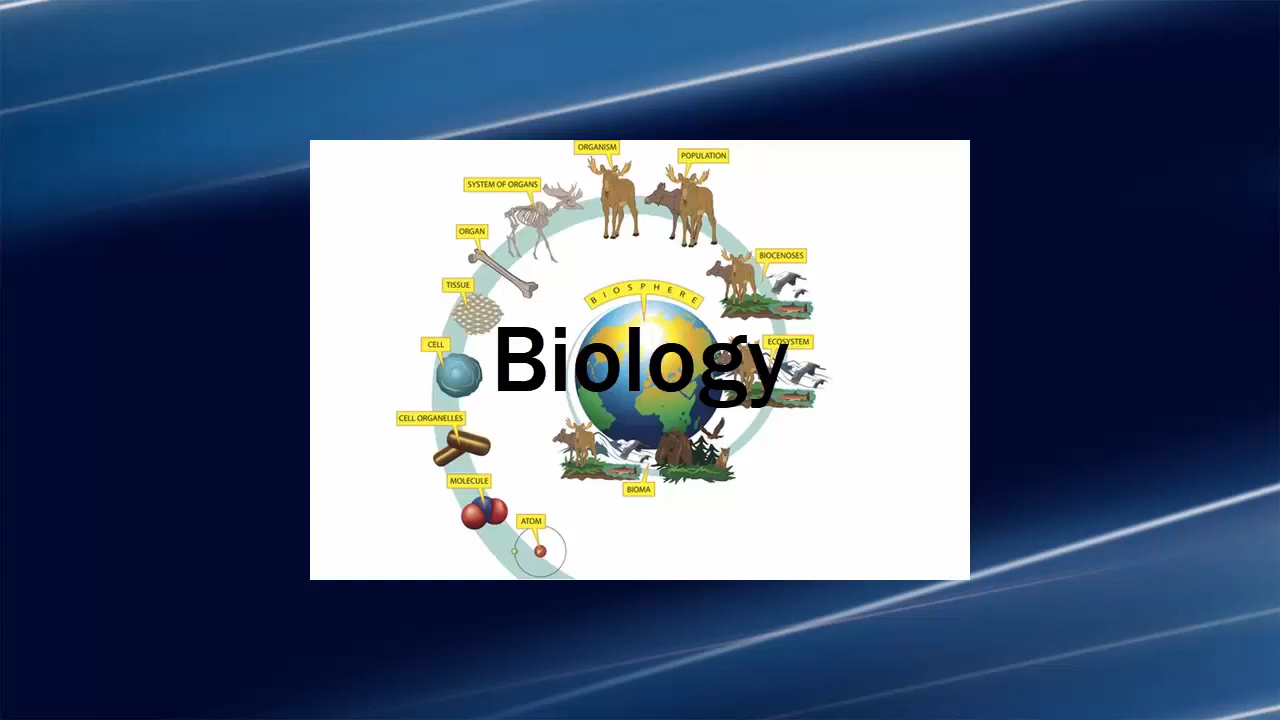 ORGANISM
POPULATION
SYSTEM OF ORGANS
ORGAN
BIOCENOSES
TISSUE
BIOSPHERE
CELL
ECOSYSTEM
Biology
CELL ORGANELLES
MOLECULE
BIOMA
ATOM